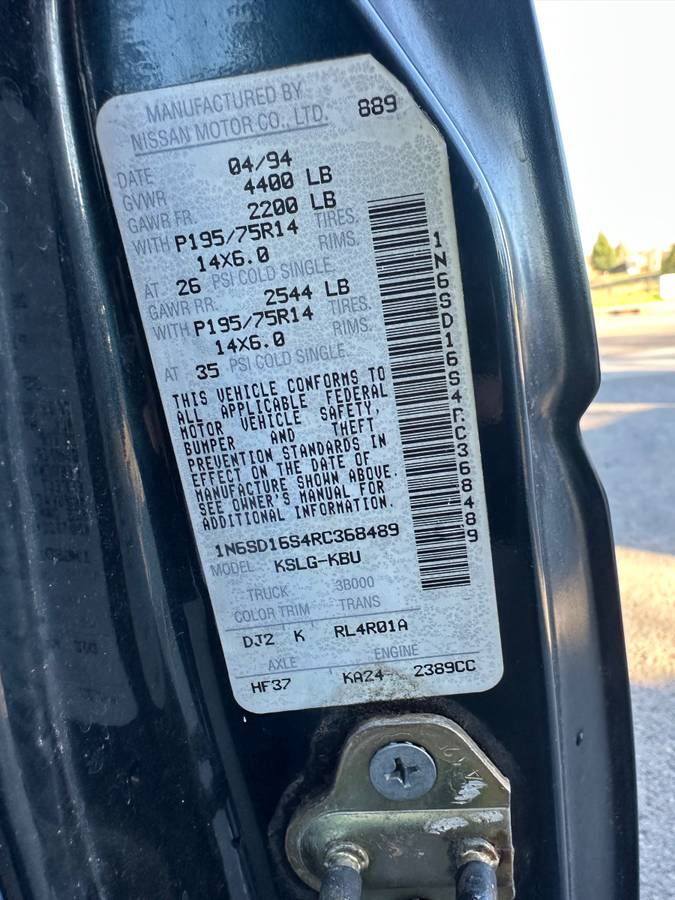 MANUFACTURED BY
NISSAN MOTOR CO., LTD. 889
DATE 04/94
GVWR 4400 LB
GAWR FR. 2200 LB
WITH P195/75R14 TIRES.
14X6.0 RIMS.
AT 26 PSI COLD SINGLE.
GAWR RR. 2544 LB
WITH P195/75R14 TIRES.
14X6.0 RIMS.
AT 35 PSI COLD SINGLE.
THIS VEHICLE CONFORMS TO
ALL APPLICABLE FEDERAL
MOTOR VEHICLE SAFETY,
BUMPER AND THEFT
PREVENTION STANDARDS IN
EFFECT ON THE DATE OF
MANUFACTURE SHOWN ABOVE.
SEE OWNER'S MANUAL FOR
ADDITIONAL INFORMATION.
1N6SD16S4RC368489
MODEL KSLG-KBU
TRUCK 3B000
COLOR TRIM TRANS
DJ2 K RL4R01A
AXLE ENGINE
HF37 KA24 2389CC
1N6SD16S4RC368489